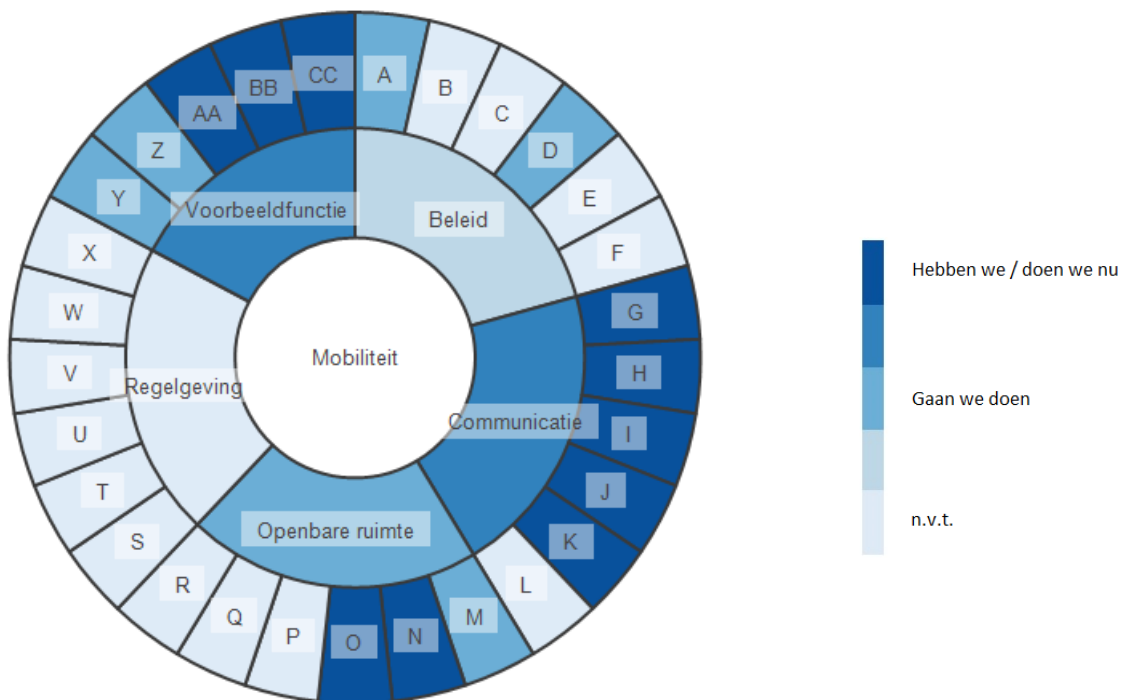 CC
A
BB
B
AA
C
Z
D
Y
E
Voorbeeldfunctie
Beleid
X
F
W
G
Mobiliteit
V
H
Regelgeving
Communicatie
U
I
T
J
Openbare ruimte
S
K
R
L
Q
M
P
O
N
Hebben we / doen we nu
Gaan we doen
n.v.t.